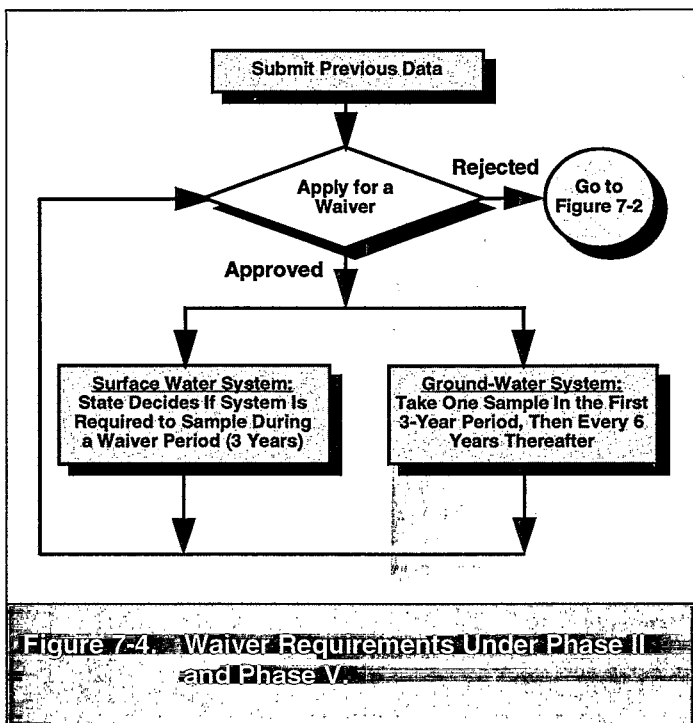 Submit Previous Data
Apply for a
Waiver
Rejected
Go to
Figure 7-2
Approved
Surface Water System:
State Decides If System Is
Required to Sample During
a Waiver Period (3 Years)
Ground-Water System:
Take One Sample In the First
3-Year Period, Then Every 6
Years Thereafter
Figure 7-4. Waiver Requirements Under Phase II
and Phase V.